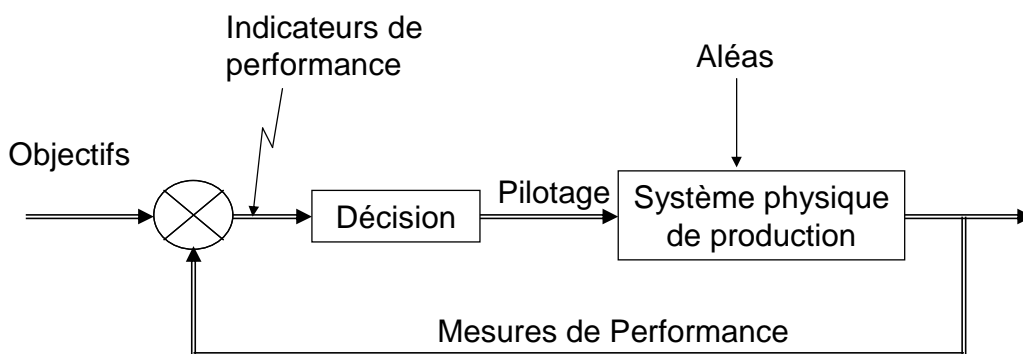 Indicateurs de
performance
Aléas
Objectifs
Pilotage
Décision
Système physique
de production
Mesures de Performance